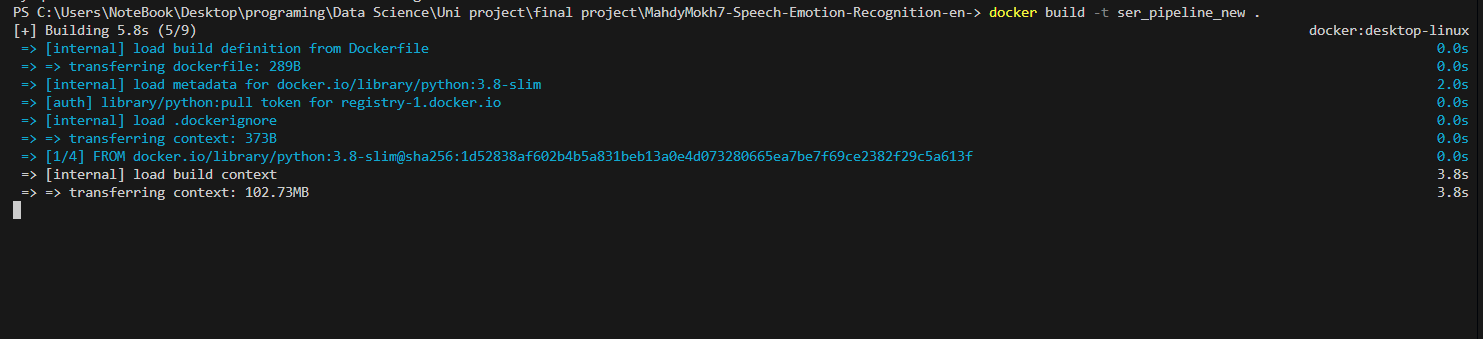 PS C:\Users\NoteBook\Desktop\programing\Data Science\Uni project\final project\MahdyMokh7-Speech-Emotion-Recognition-en-> docker build -t ser_pipeline_new .
[+] Building 5.8s (5/9) docker:desktop-linux
=> [internal] load build definition from Dockerfile 0.0s
=> => transferring dockerfile: 289B 0.0s
=> [internal] load metadata for docker.io/library/python:3.8-slim 2.0s
=> [auth] library/python:pull token for registry-1.docker.io 0.0s
=> [internal] load .dockerignore 0.0s
=> => transferring context: 373B 0.0s
=> [1/4] FROM docker.io/library/python:3.8-slim@sha256:1d52838af602b4b5a831beb13a0e4d073280665ea7be7f69ce2382f29c5a613f 0.0s
=> [internal] load build context 3.8s
=> => transferring context: 102.73MB 3.8s